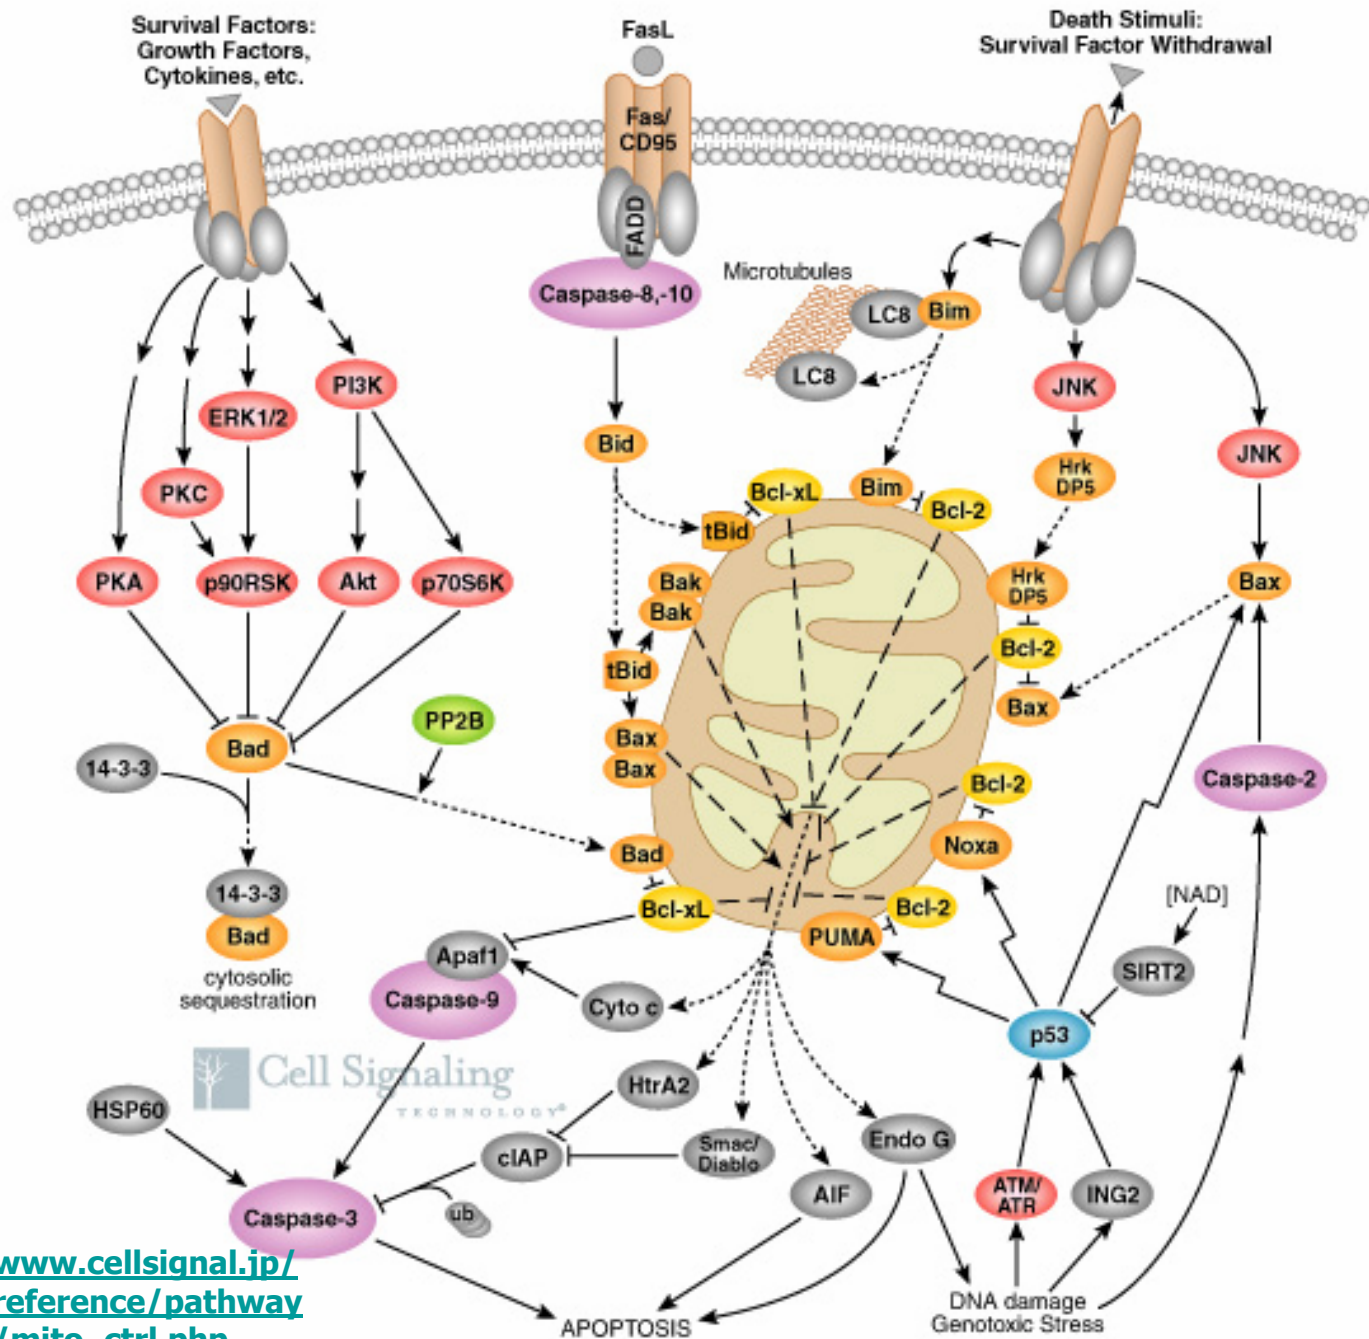 Survival Factors:
Growth Factors,
Cytokines, etc.
FasL
Death Stimuli:
Survival Factor Withdrawal
Fas/
CD95
FADD
Caspase-8,-10
Microtubules
LC8
Bim
LC8
JNK
PI3K
ERK1/2
PKC
Bid
Hrk
DP5
JNK
Bcl-xL
Bim
Bcl-2
tBid
PKA
p90RSK
Akt
p70S6K
Bak
Bak
Hrk
DP5
Bax
tBid
Bcl-2
Bax
PP2B
Bad
14-3-3
Bax
Bax
Bcl-2
Caspase-2
Noxa
Bad
14-3-3
Bad
cytosolic
sequestration
Bcl-xL
Bcl-2
PUMA
[NAD]
SIRT2
Apaf1
Caspase-9
Cyto c
p53
Cell Signaling
TECHNOLOGY®
HtrA2
HSP60
cIAP
Smac/
Diablo
Endo G
AIF
ATM/
ATR
ING2
Caspase-3
ub
www.cellsignal.jp/
reference/pathway
/mito_ctrl.php
DNA damage
Genotoxic Stress
APOPTOSIS